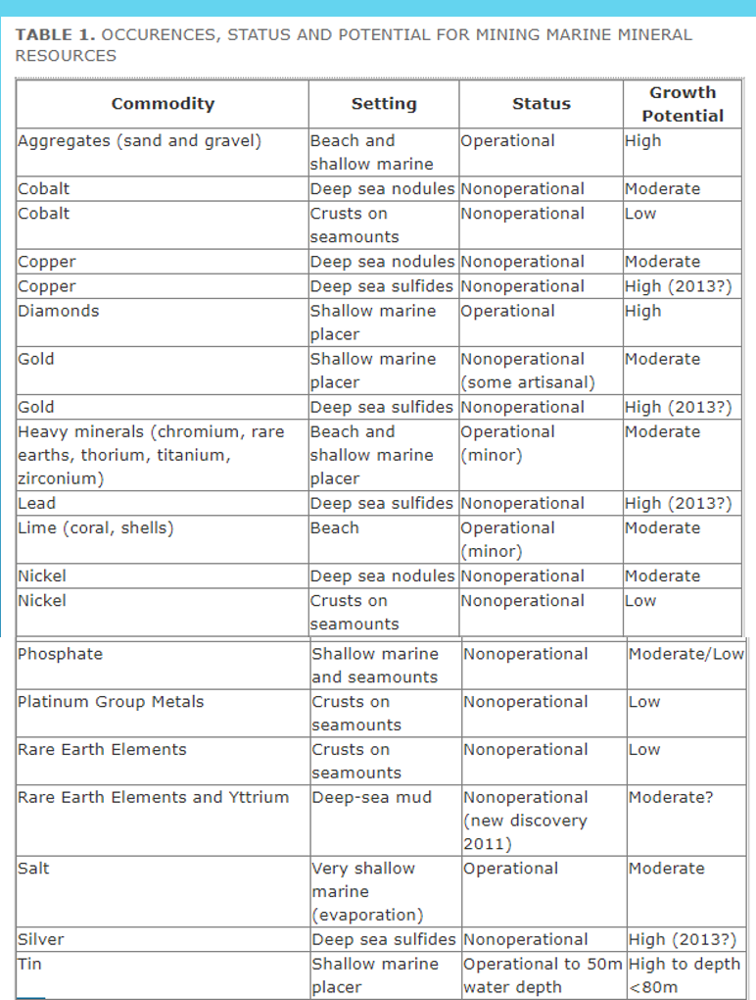 TABLE 1. OCCURENCES, STATUS AND POTENTIAL FOR MINING MARINE MINERAL
RESOURCES
Commodity Setting Status Growth Potential
Aggregates (sand and gravel) Beach and shallow marine Operational High
Cobalt Deep sea nodules Nonoperational Moderate
Cobalt Crusts on seamounts Nonoperational Low
Copper Deep sea nodules Nonoperational Moderate
Copper Deep sea sulfides Nonoperational High (2013?)
Diamonds Shallow marine placer Operational High
Gold Shallow marine placer Nonoperational (some artisanal) Moderate
Gold Deep sea sulfides Nonoperational High (2013?)
Heavy minerals (chromium, rare earths, thorium, titanium, zirconium) Beach and shallow marine placer Operational (minor) Moderate
Lead Deep sea sulfides Nonoperational High (2013?)
Lime (coral, shells) Beach Operational (minor) Moderate
Nickel Deep sea nodules Nonoperational Moderate
Nickel Crusts on seamounts Nonoperational Low
Phosphate Shallow marine and seamounts Nonoperational Moderate/Low
Platinum Group Metals Crusts on seamounts Nonoperational Low
Rare Earth Elements Crusts on seamounts Nonoperational Low
Rare Earth Elements and Yttrium Deep-sea mud Nonoperational (new discovery 2011) Moderate?
Salt Very shallow marine (evaporation) Operational Moderate
Silver Deep sea sulfides Nonoperational High (2013?)
Tin Shallow marine placer Operational to 50m water depth High to depth <80m